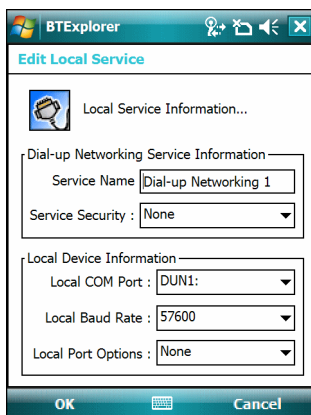 BTExplorer
Edit Local Service
Local Service Information...
Dial-up Networking Service Information
Service Name Dial-up Networking 1
Service Security : None
Local Device Information
Local COM Port : DUN1:
Local Baud Rate : 57600
Local Port Options : None
OK Cancel